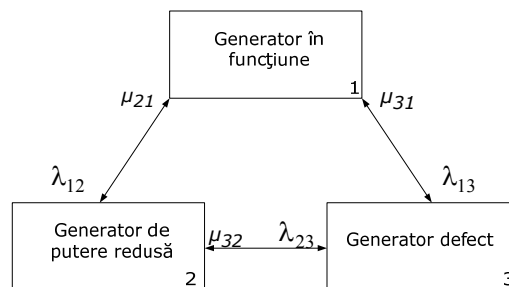 Generator în
funcţiune
1
μ21
μ31
λ12
λ13
Generator de
putere redusă
2
μ32
λ23
Generator defect
3